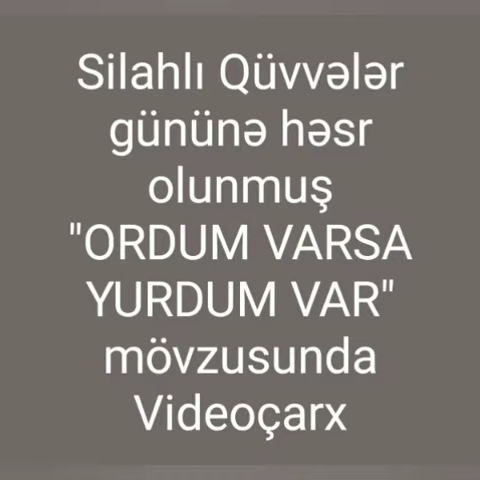 Silahlı Qüvvələr
gününə həsr
olunmuş
"ORDUM VARSA
YURDUM VAR"
mövzusunda
Videoçarx